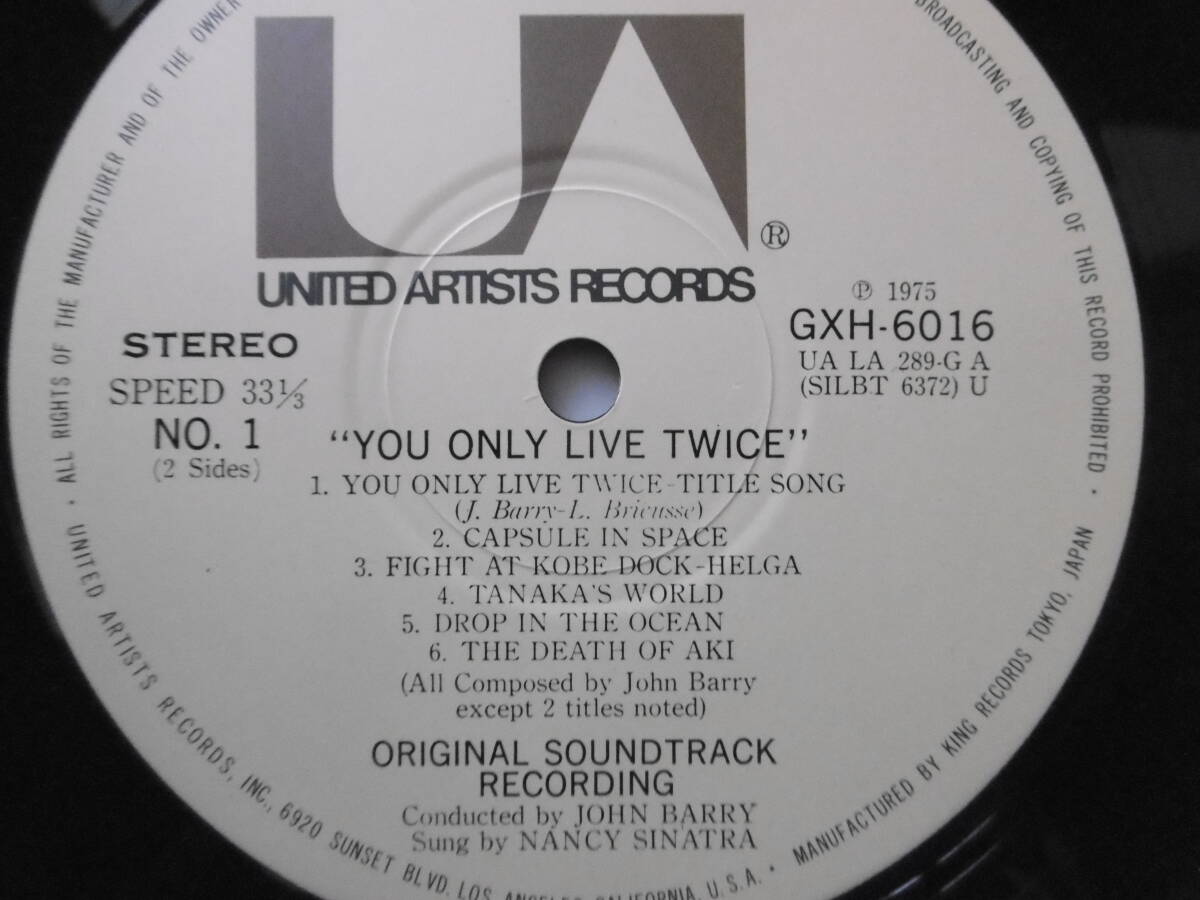 UA ®
UNITED ARTISTS RECORDS
STEREO
SPEED 33⅓
NO. 1
(2 Sides)
℗ 1975
GXH-6016
UA LA 289-G A
(SILBT 6372) U
"YOU ONLY LIVE TWICE"
1. YOU ONLY LIVE TWICE-TITLE SONG
(J. Barry-L. Bricusse)
2. CAPSULE IN SPACE
3. FIGHT AT KOBE DOCK-HELGA
4. TANAKA'S WORLD
5. DROP IN THE OCEAN
6. THE DEATH OF AKI
(All Composed by John Barry
except 2 titles noted)
ORIGINAL SOUNDTRACK
RECORDING
Conducted by JOHN BARRY
Sung by NANCY SINATRA
· ALL RIGHTS OF THE MANUFACTURER AND OF THE OWNER
BROADCASTING AND COPYING OF THIS RECORD PROHIBITED ·
UNITED ARTISTS RECORDS, INC., 6920 SUNSET BLVD. LOS ANGELES CALIFORNIA, U.S.A. · MANUFACTURED BY KING RECORDS TOKYO, JAPAN